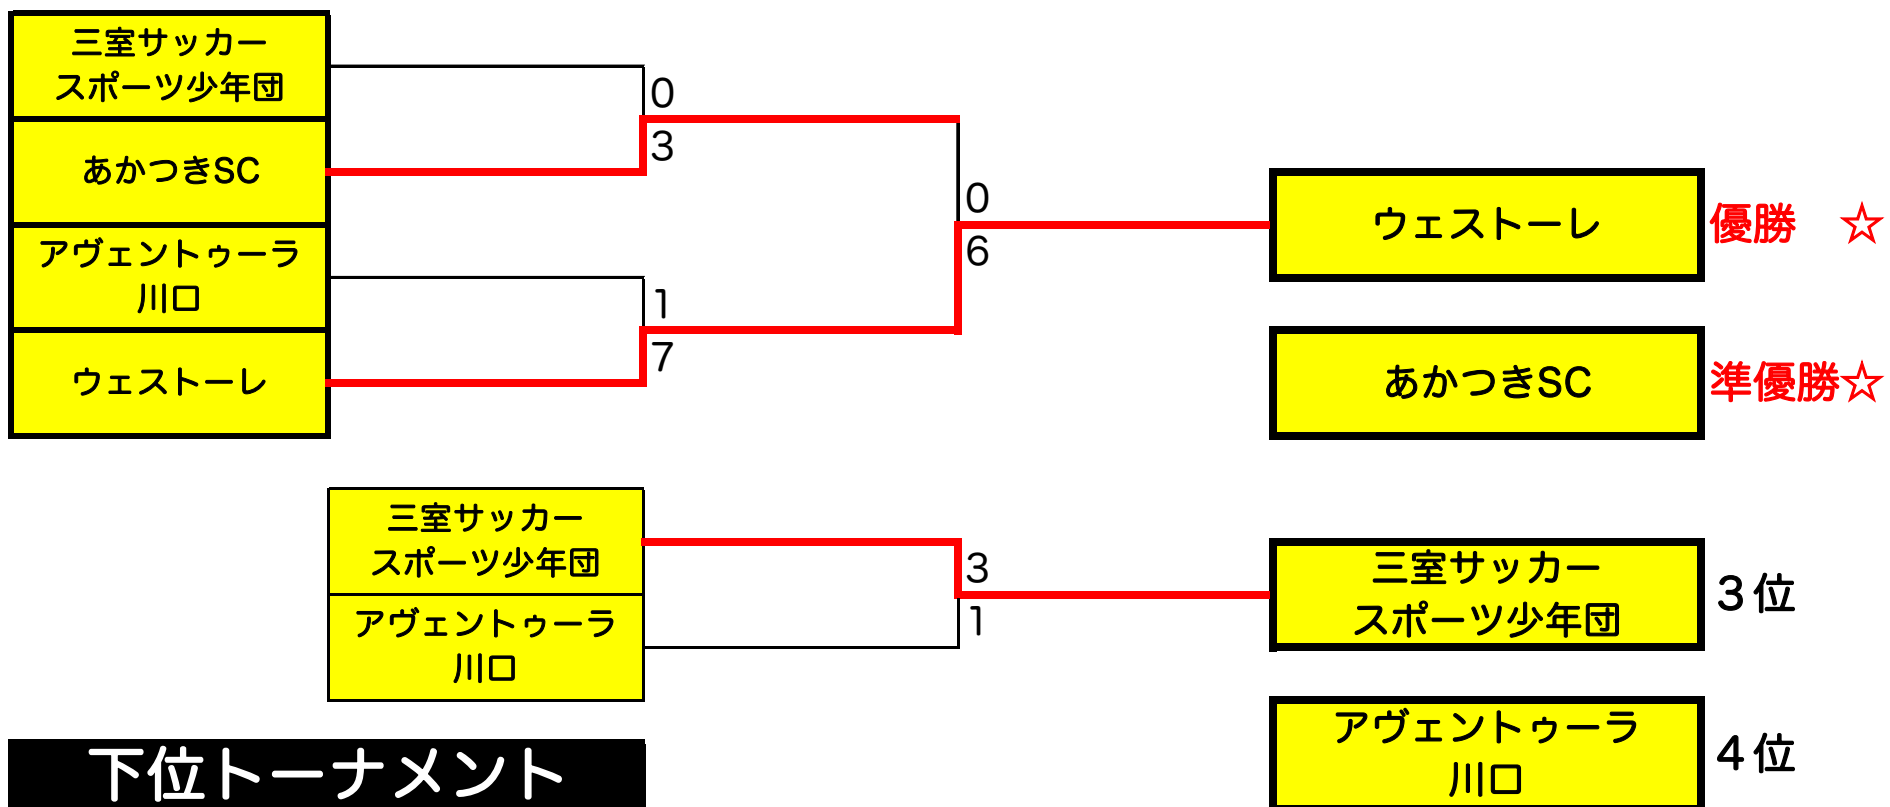 三室サッカー
スポーツ少年団
あかつきSC
アヴェントゥーラ
川口
ウェストーレ
0
3
1
7
0
6
ウェストーレ
優勝　☆
あかつきSC
準優勝☆
三室サッカー
スポーツ少年団
アヴェントゥーラ
川口
3
1
三室サッカー
スポーツ少年団
３位
アヴェントゥーラ
川口
４位
下位トーナメント